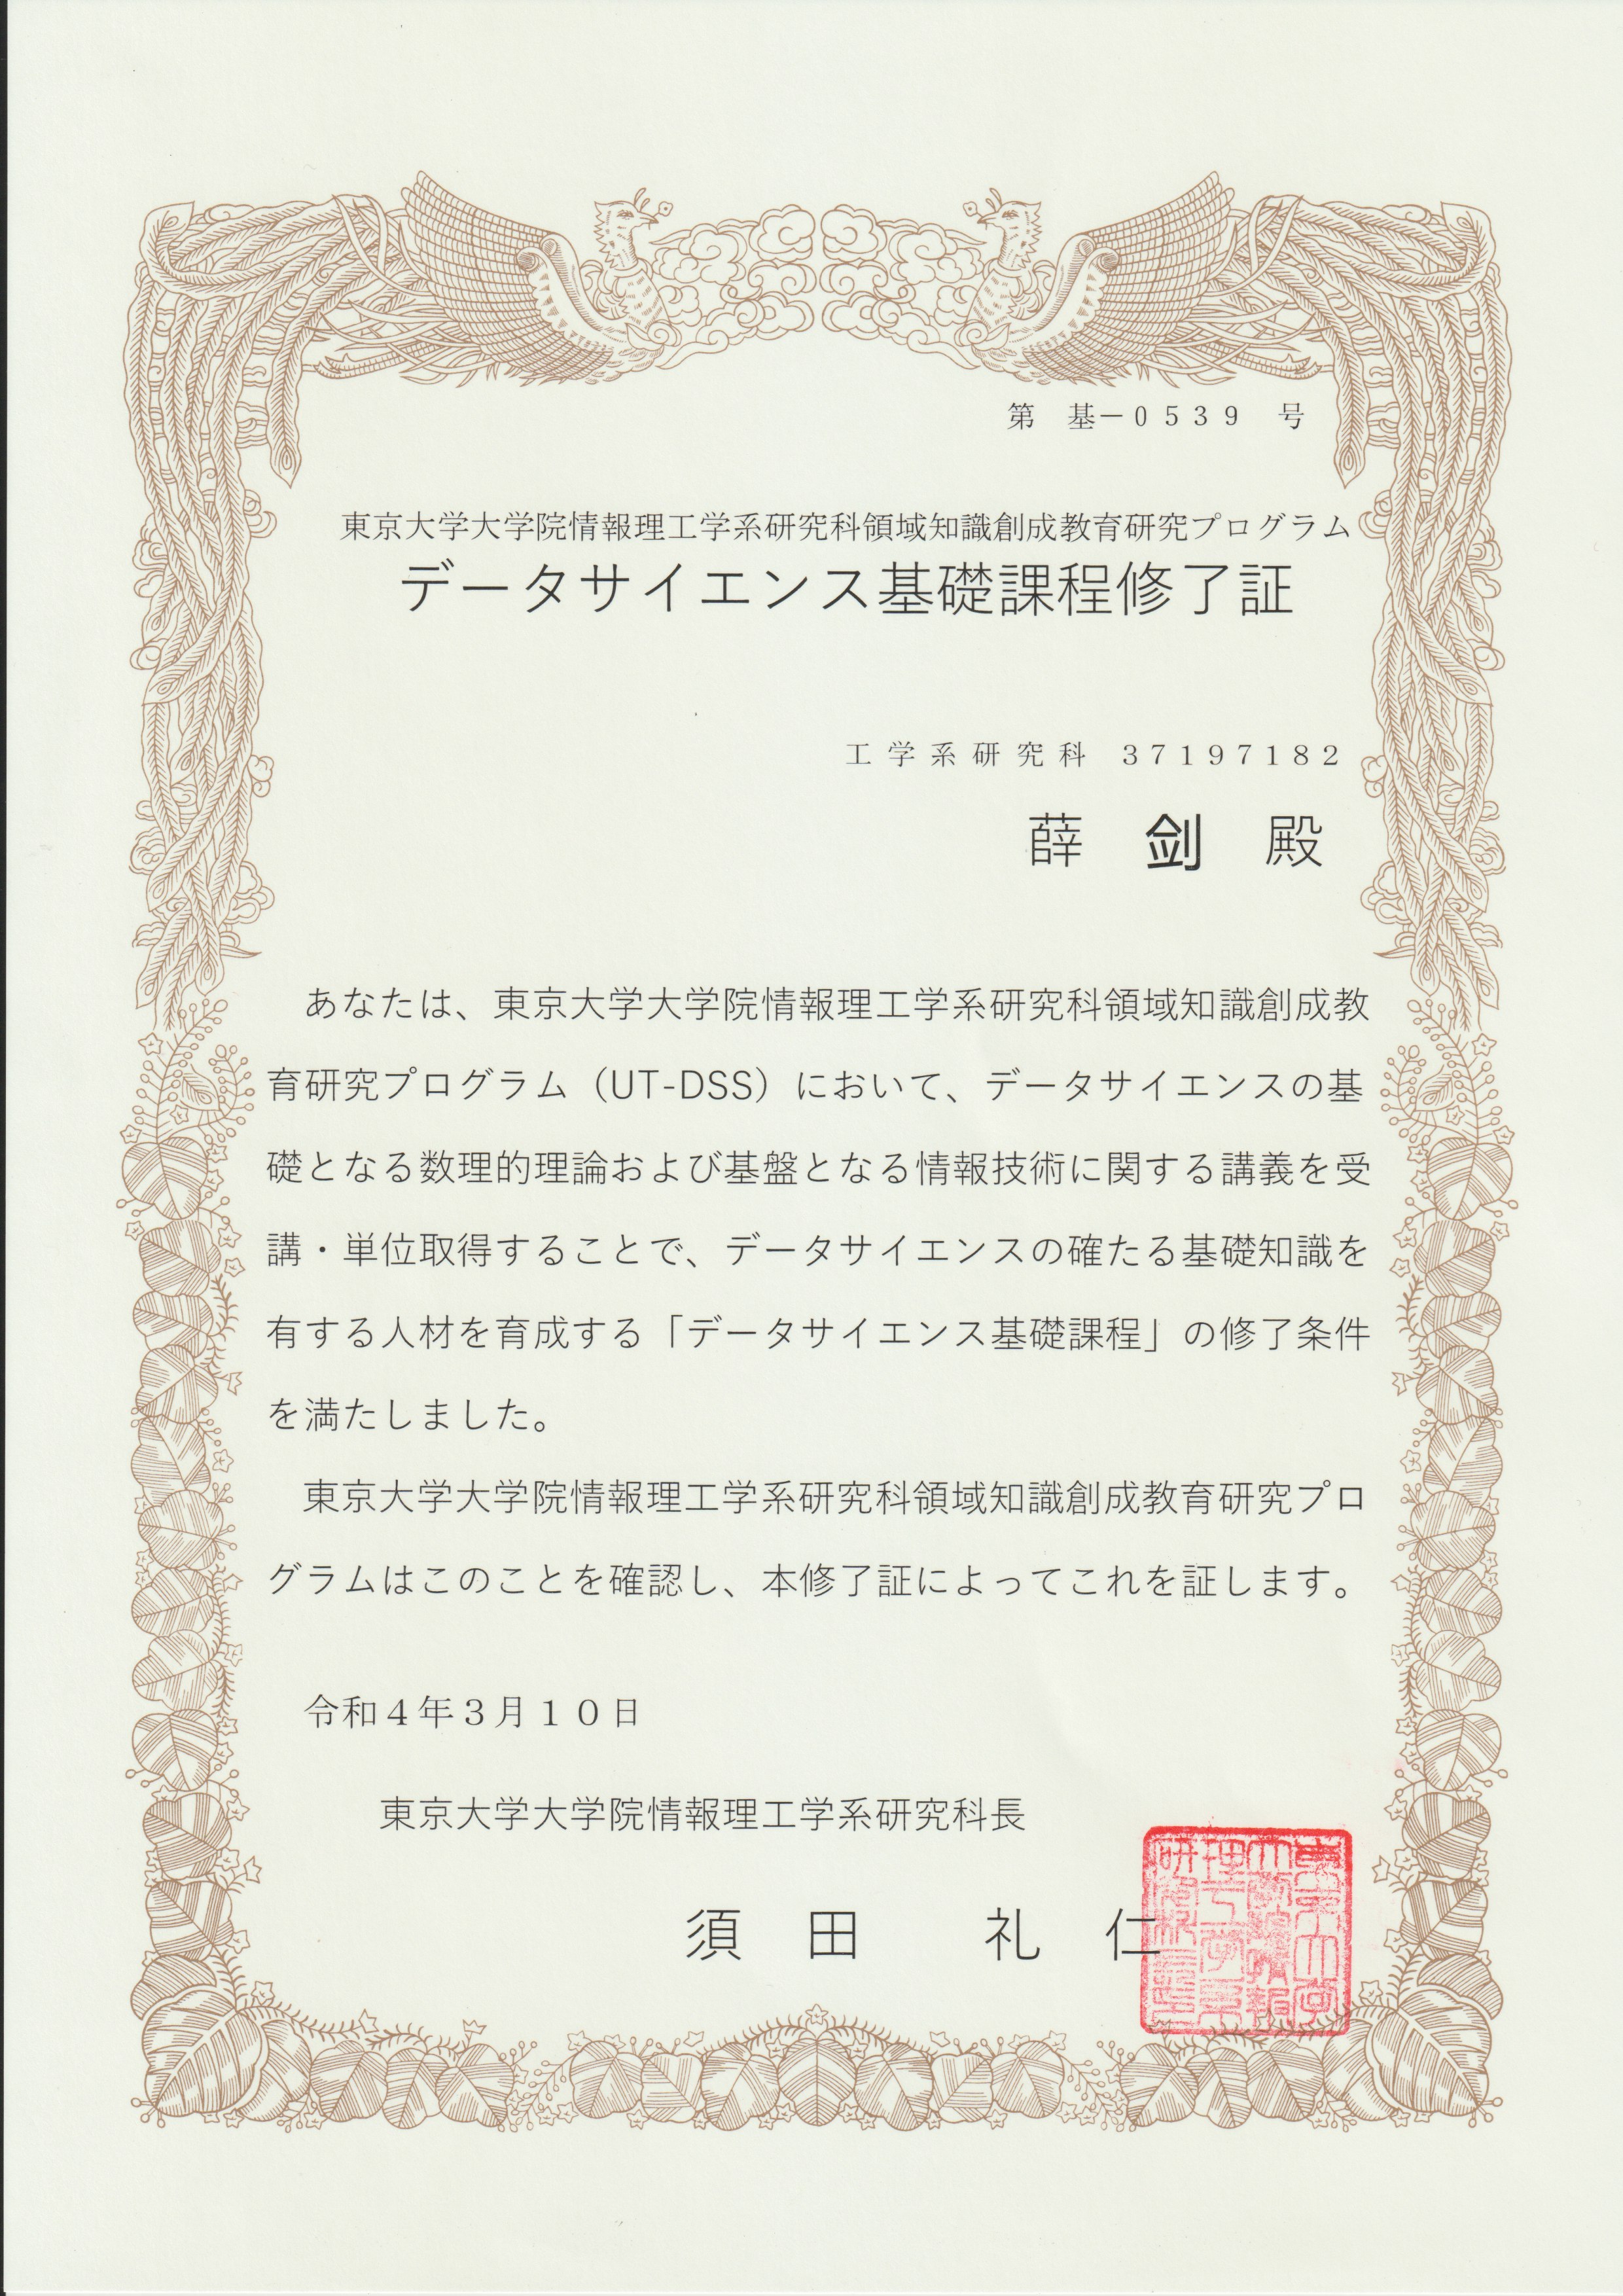 第　基－０５３９　号
東京大学大学院情報理工学系研究科領域知識創成教育研究プログラム
データサイエンス基礎課程修了証
工学系研究科 37197182
薛　剑　殿
あなたは、東京大学大学院情報理工学系研究科領域知識創成教
育研究プログラム（UT-DSS）において、データサイエンスの基
礎となる数理的理論および基盤となる情報技術に関する講義を受
講・単位取得することで、データサイエンスの確たる基礎知識を
有する人材を育成する「データサイエンス基礎課程」の修了条件
を満たしました。
東京大学大学院情報理工学系研究科領域知識創成教育研究プロ
グラムはこのことを確認し、本修了証によってこれを証します。
令和４年３月１０日
東京大学大学院情報理工学系研究科長
須　田　　礼　仁